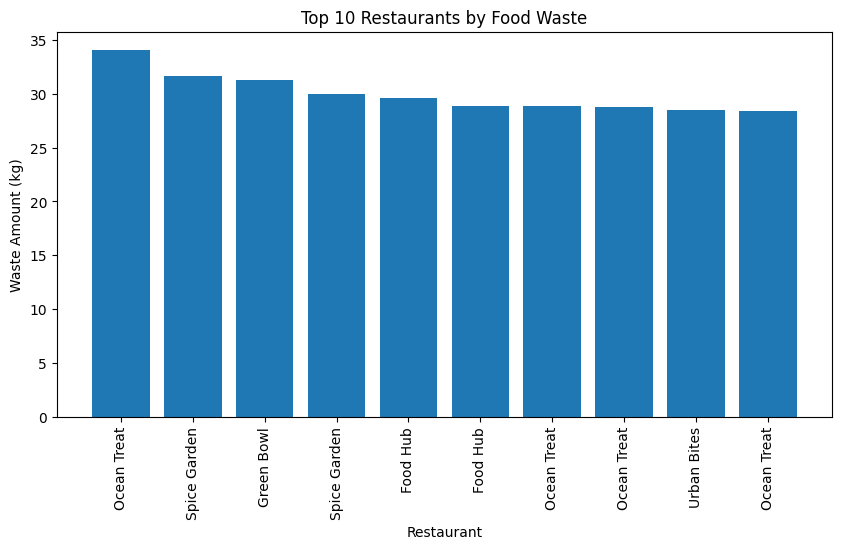 Top 10 Restaurants by Food Waste
Waste Amount (kg)
35
30
25
20
15
10
5
0
Ocean Treat
Spice Garden
Green Bowl
Spice Garden
Food Hub
Food Hub
Ocean Treat
Ocean Treat
Urban Bites
Ocean Treat
Restaurant